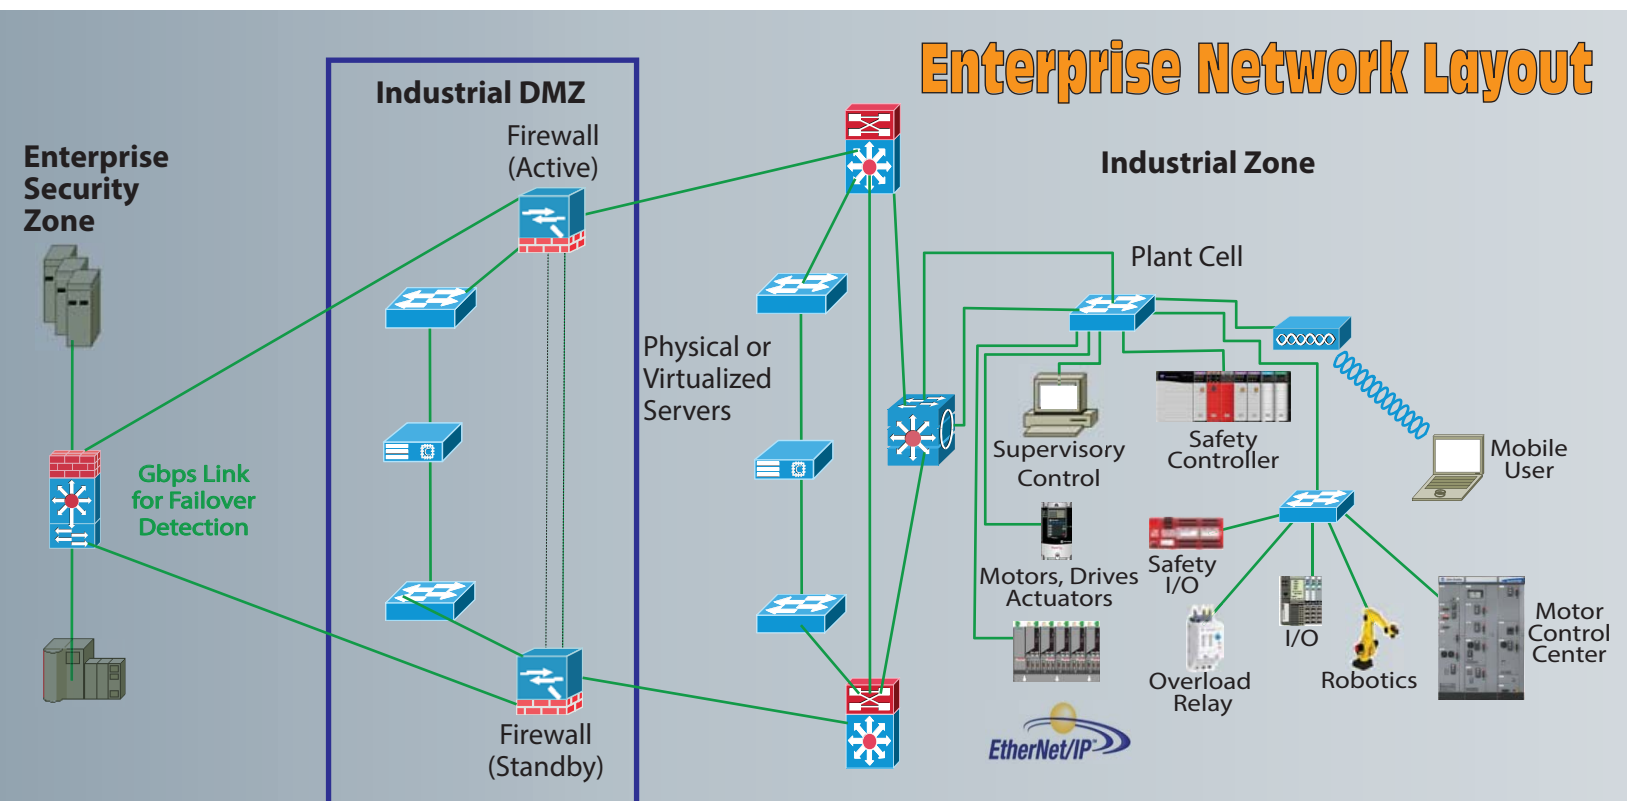 Enterprise Network Layout
Industrial DMZ
Firewall
(Active)
Enterprise
Security
Zone
Industrial Zone
Plant Cell
Physical or
Virtualized
Servers
Gbps Link
for Failover
Detection
Supervisory
Control
Safety
Controller
Mobile
User
Motors, Drives
Actuators
Safety
I/O
I/O
Overload
Relay
Robotics
Motor
Control
Center
Firewall
(Standby)
EtherNet/IP™